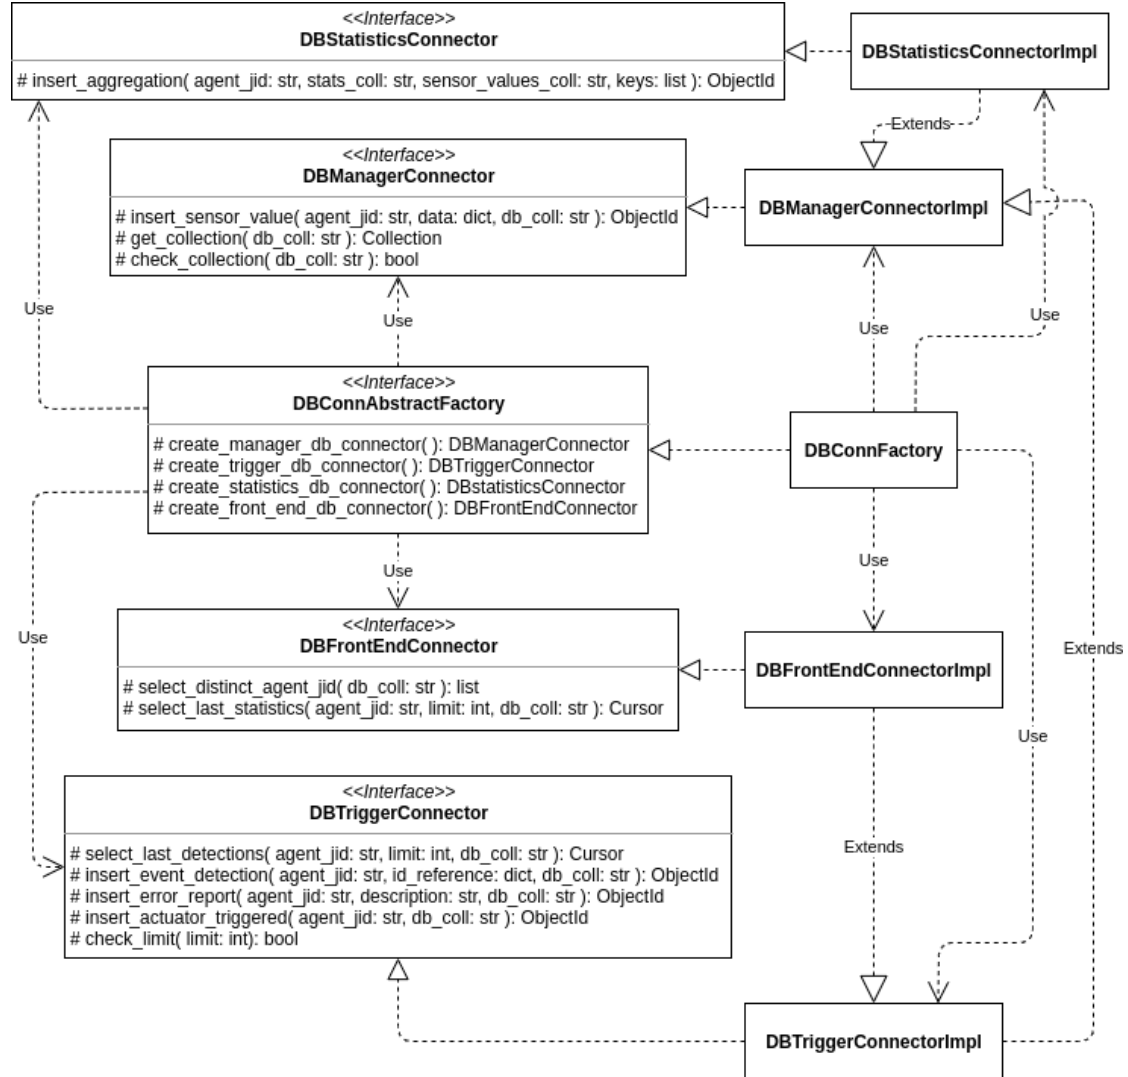 <<Interface>>
DBStatisticsConnector
# insert_aggregation( agent_jid: str, stats_coll: str, sensor_values_coll: str, keys: list ): ObjectId
DBStatisticsConnectorImpl
Extends
<<Interface>>
DBManagerConnector
# insert_sensor_value( agent_jid: str, data: dict, db_coll: str ): ObjectId
# get_collection( db_coll: str ): Collection
# check_collection( db_coll: str ): bool
DBManagerConnectorImpl
Use
Use
Use
Use
<<Interface>>
DBConnAbstractFactory
# create_manager_db_connector( ): DBManagerConnector
# create_trigger_db_connector( ): DBTriggerConnector
# create_statistics_db_connector( ): DBstatisticsConnector
# create_front_end_db_connector( ): DBFrontEndConnector
DBConnFactory
Use
Use
Use
<<Interface>>
DBFrontEndConnector
# select_distinct_agent_jid( db_coll: str ): list
# select_last_statistics( agent_jid: str, limit: int, db_coll: str ): Cursor
DBFrontEndConnectorImpl
Extends
Use
<<Interface>>
DBTriggerConnector
# select_last_detections( agent_jid: str, limit: int, db_coll: str ): Cursor
# insert_event_detection( agent_jid: str, id_reference: dict, db_coll: str ): ObjectId
# insert_error_report( agent_jid: str, description: str, db_coll: str ): ObjectId
# insert_actuator_triggered( agent_jid: str, db_coll: str ): ObjectId
# check_limit( limit: int): bool
Extends
DBTriggerConnectorImpl